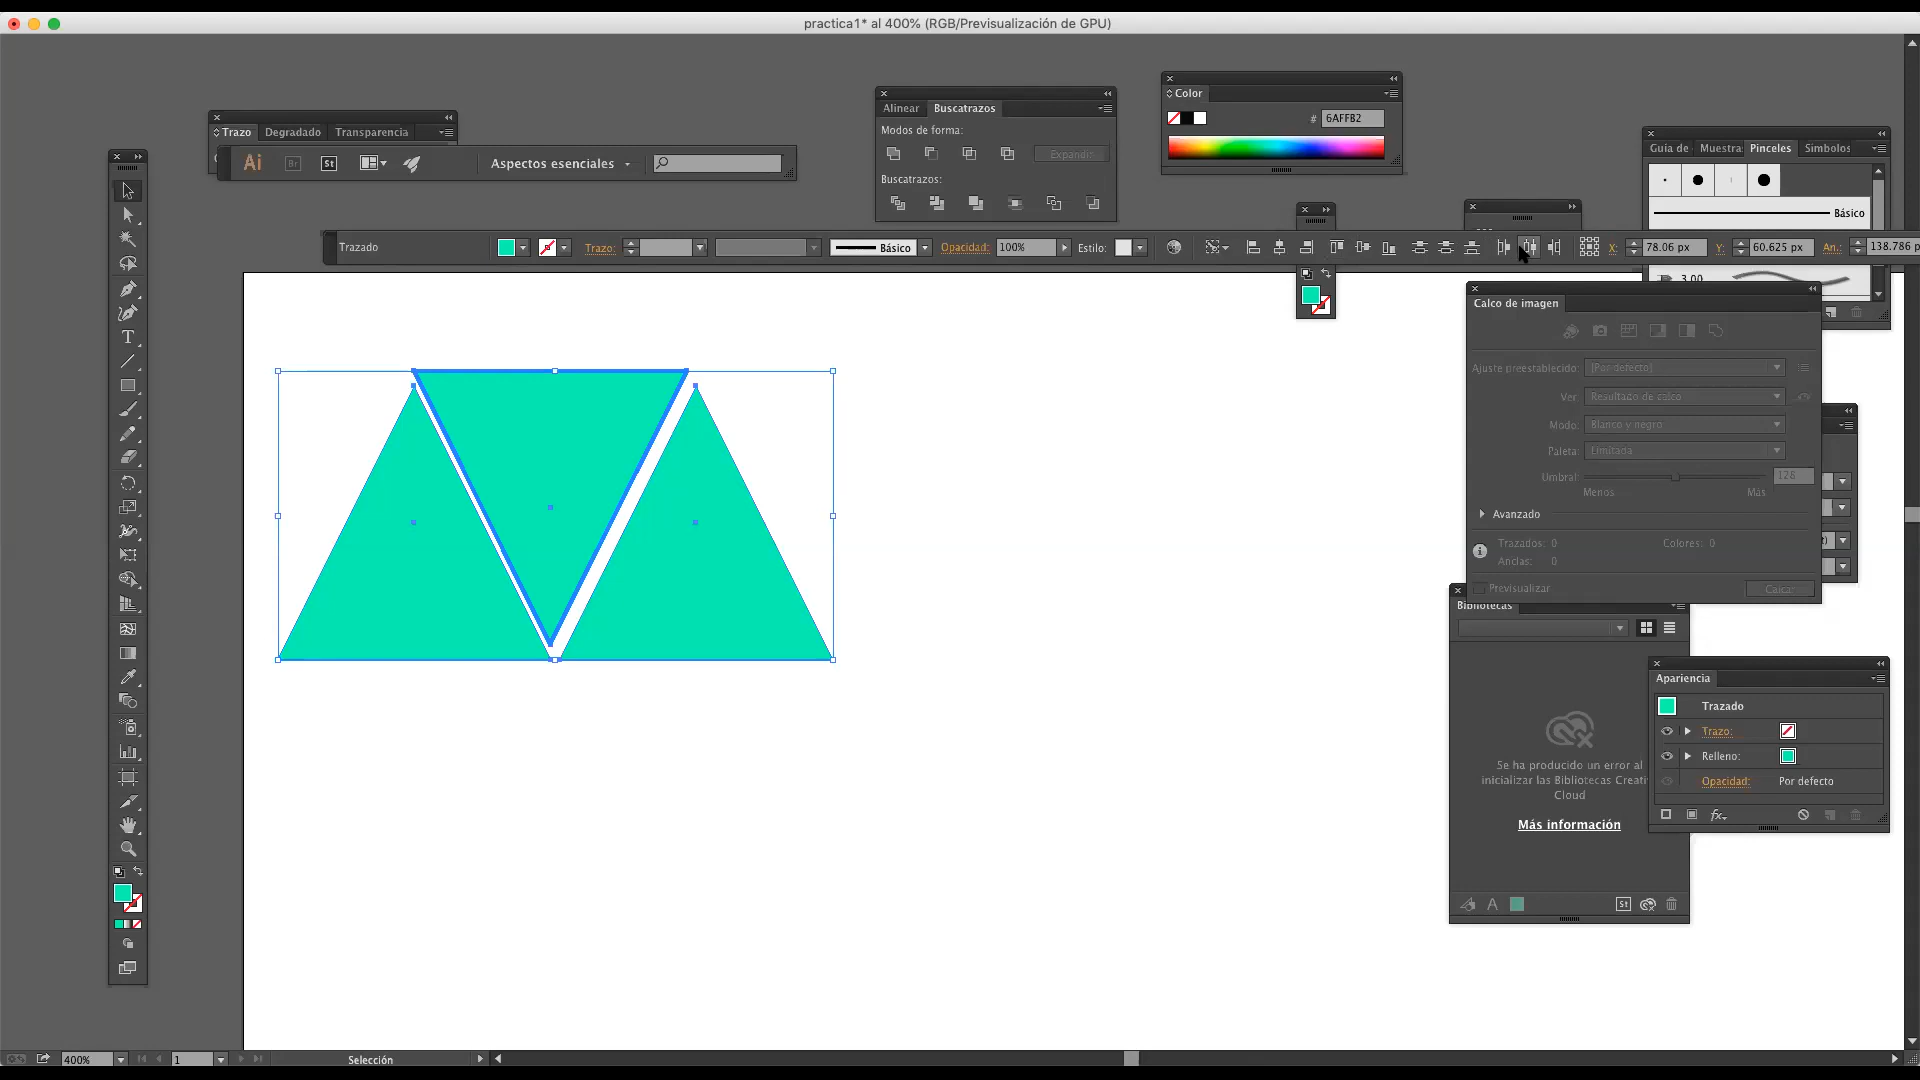 practica1* al 400% (RGB/Previsualización de GPU)
Color
# 6AFFB2
Alinear Buscatrazos
Modos de forma:
Expandir
Buscatrazos:
Trazo Degradado Transparencia
Ai Br St Aspectos esenciales
Guía de Muestra: Pinceles Símbolos
Básico
3.00
Trazado Trazo: Básico Opacidad: 100% Estilo: X: 78.06 px Y: 60.625 px An.: 138.786 p
Calco de imagen
Ajuste preestablecido: [Por defecto]
Ver: Resultado de calco
Modo: Blanco y negro
Paleta: Limitada
Umbral: 128
Menos Más
Avanzado
Trazados: 0 Colores: 0
Anclas: 0
Previsualizar Calcar
Bibliotecas
Se ha producido un error al
inicializar las Bibliotecas Creati
Cloud
Más información
St
Apariencia
Trazado
Trazo:
Relleno:
Opacidad: Por defecto
fx
400% 1 Selección